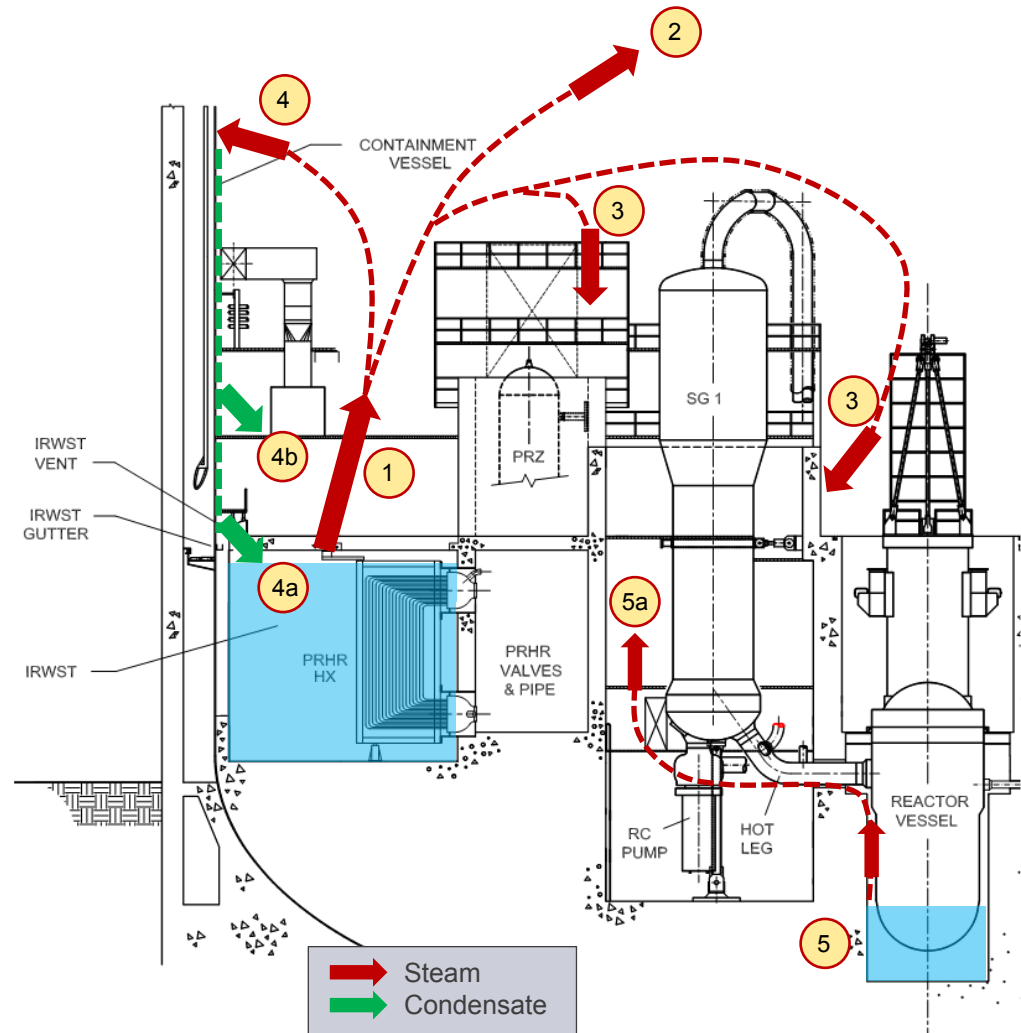 2
4
CONTAINMENT
VESSEL
3
SG 1
3
IRWST
VENT
4b
1
PRZ
IRWST
GUTTER
4a
5a
IRWST
PRHR
HX
PRHR
VALVES
& PIPE
REACTOR
VESSEL
RC
PUMP
HOT
LEG
5
Steam
Condensate